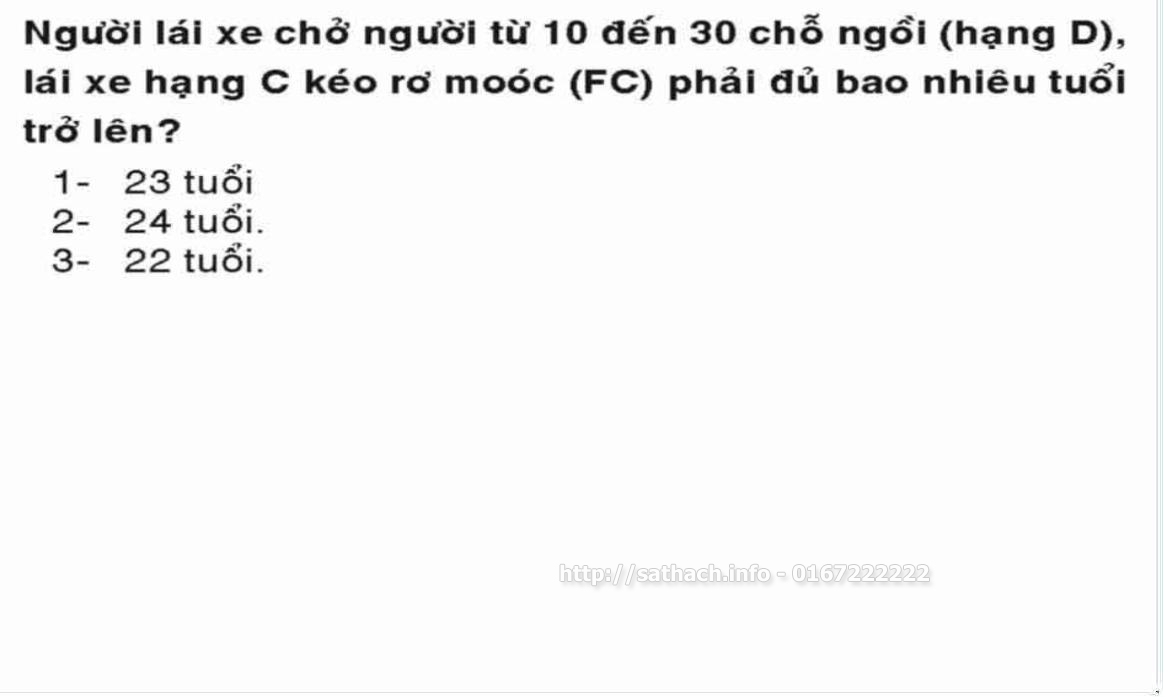 Người lái xe chở người từ 10 đến 30 chỗ ngồi (hạng D),
lái xe hạng C kéo rơ moóc (FC) phải đủ bao nhiêu tuổi
trở lên?
1- 23 tuổi
2- 24 tuổi.
3- 22 tuổi.
http://sathach.info - 0167222222